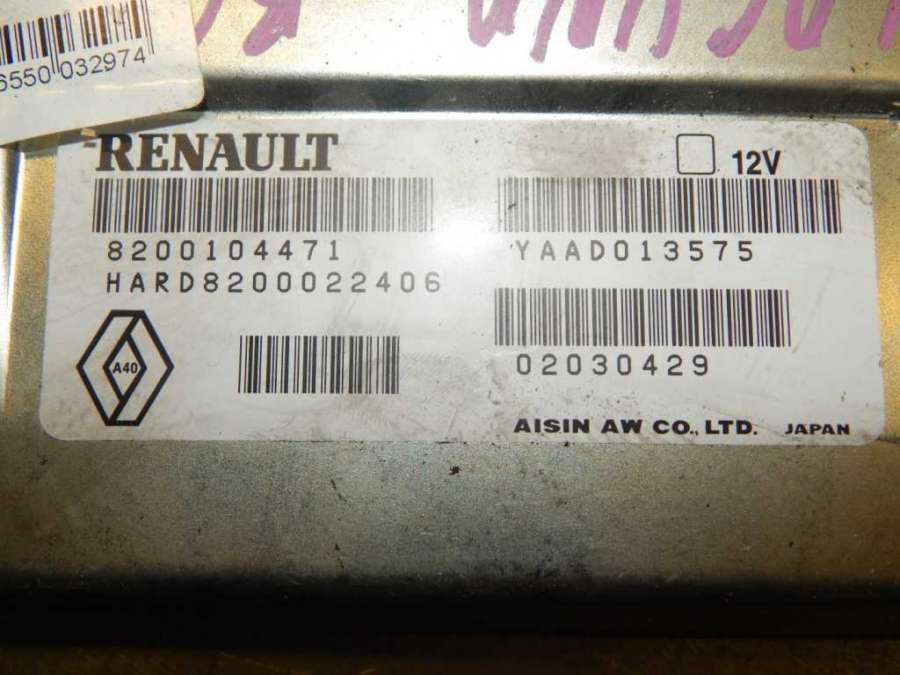 6550 032974
RENAULT
12V
8200104471
YAAD013575
HARD8200022406
A40
02030429
AISIN AW CO., LTD. JAPAN